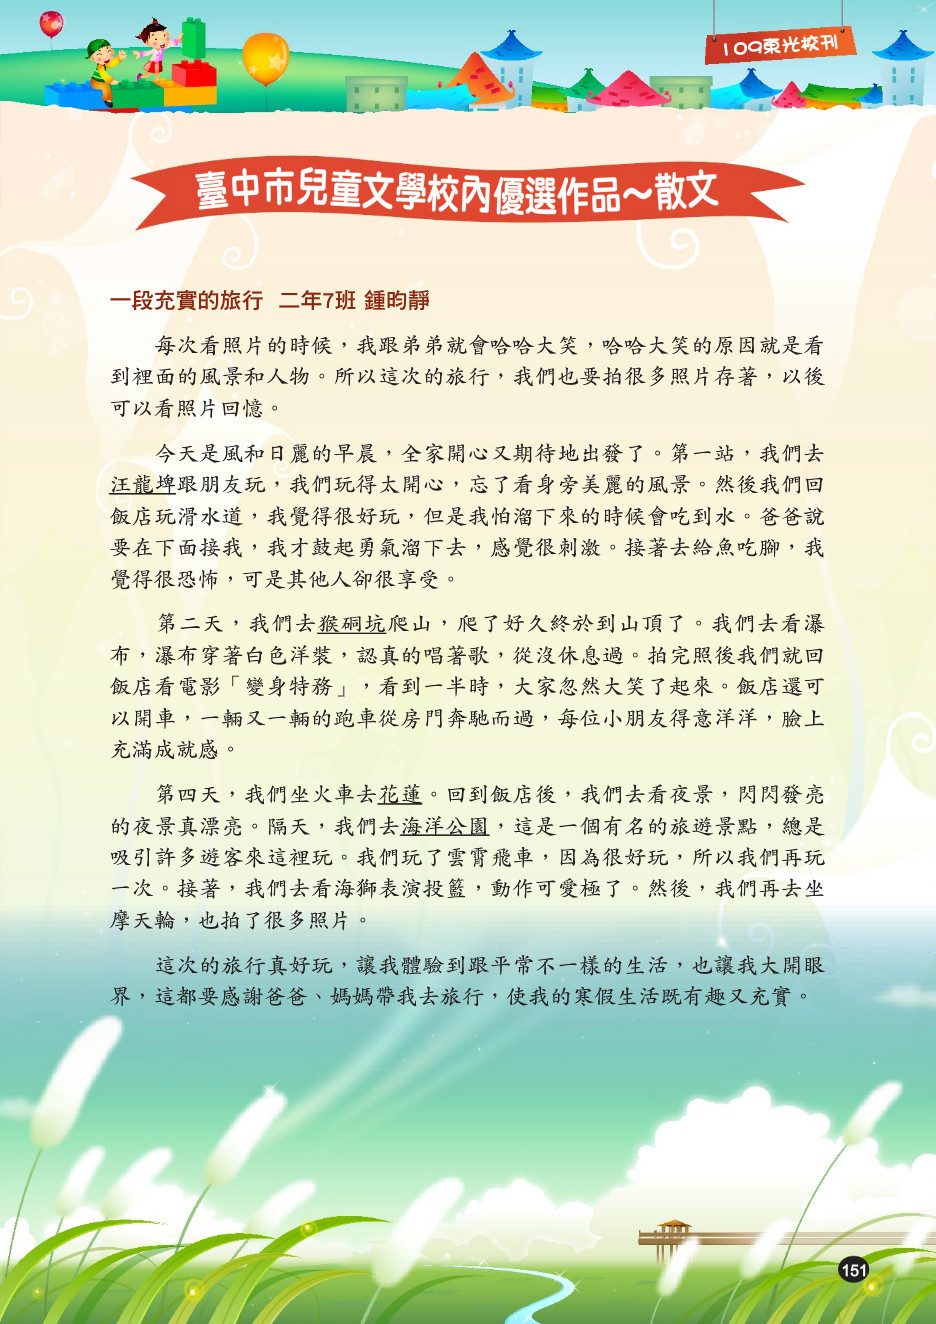 109東光校刊
臺中市兒童文學校內優選作品～散文
一段充實的旅行 二年7班 鍾昀靜
每次看照片的時候，我跟弟弟就會哈哈大笑，哈哈大笑的原因就是看
到裡面的風景和人物。所以這次的旅行，我們也要拍很多照片存著，以後
可以看照片回憶。
今天是風和日麗的早晨，全家開心又期待地出發了。第一站，我們去
汪龍埤跟朋友玩，我們玩得太開心，忘了看身旁美麗的風景。然後我們回
飯店玩滑水道，我覺得很好玩，但是我怕溜下來的時候會吃到水。爸爸說
要在下面接我，我才鼓起勇氣溜下去，感覺很刺激。接著去給魚吃腳，我
覺得很恐怖，可是其他人卻很享受。
第二天，我們去猴硐坑爬山，爬了好久終於到山頂了。我們去看瀑
布，瀑布穿著白色洋裝，認真的唱著歌，從沒休息過。拍完照後我們就回
飯店看電影「變身特務」，看到一半時，大家忽然大笑了起來。飯店還可
以開車，一輛又一輛的跑車從房門奔馳而過，每位小朋友得意洋洋，臉上
充滿成就感。
第四天，我們坐火車去花蓮。回到飯店後，我們去看夜景，閃閃發亮
的夜景真漂亮。隔天，我們去海洋公園，這是一個有名的旅遊景點，總是
吸引許多遊客來這裡玩。我們玩了雲霄飛車，因為很好玩，所以我們再玩
一次。接著，我們去看海獅表演投籃，動作可愛極了。然後，我們再去坐
摩天輪，也拍了很多照片。
這次的旅行真好玩，讓我體驗到跟平常不一樣的生活，也讓我大開眼
界，這都要感謝爸爸、媽媽帶我去旅行，使我的寒假生活既有趣又充實。
151